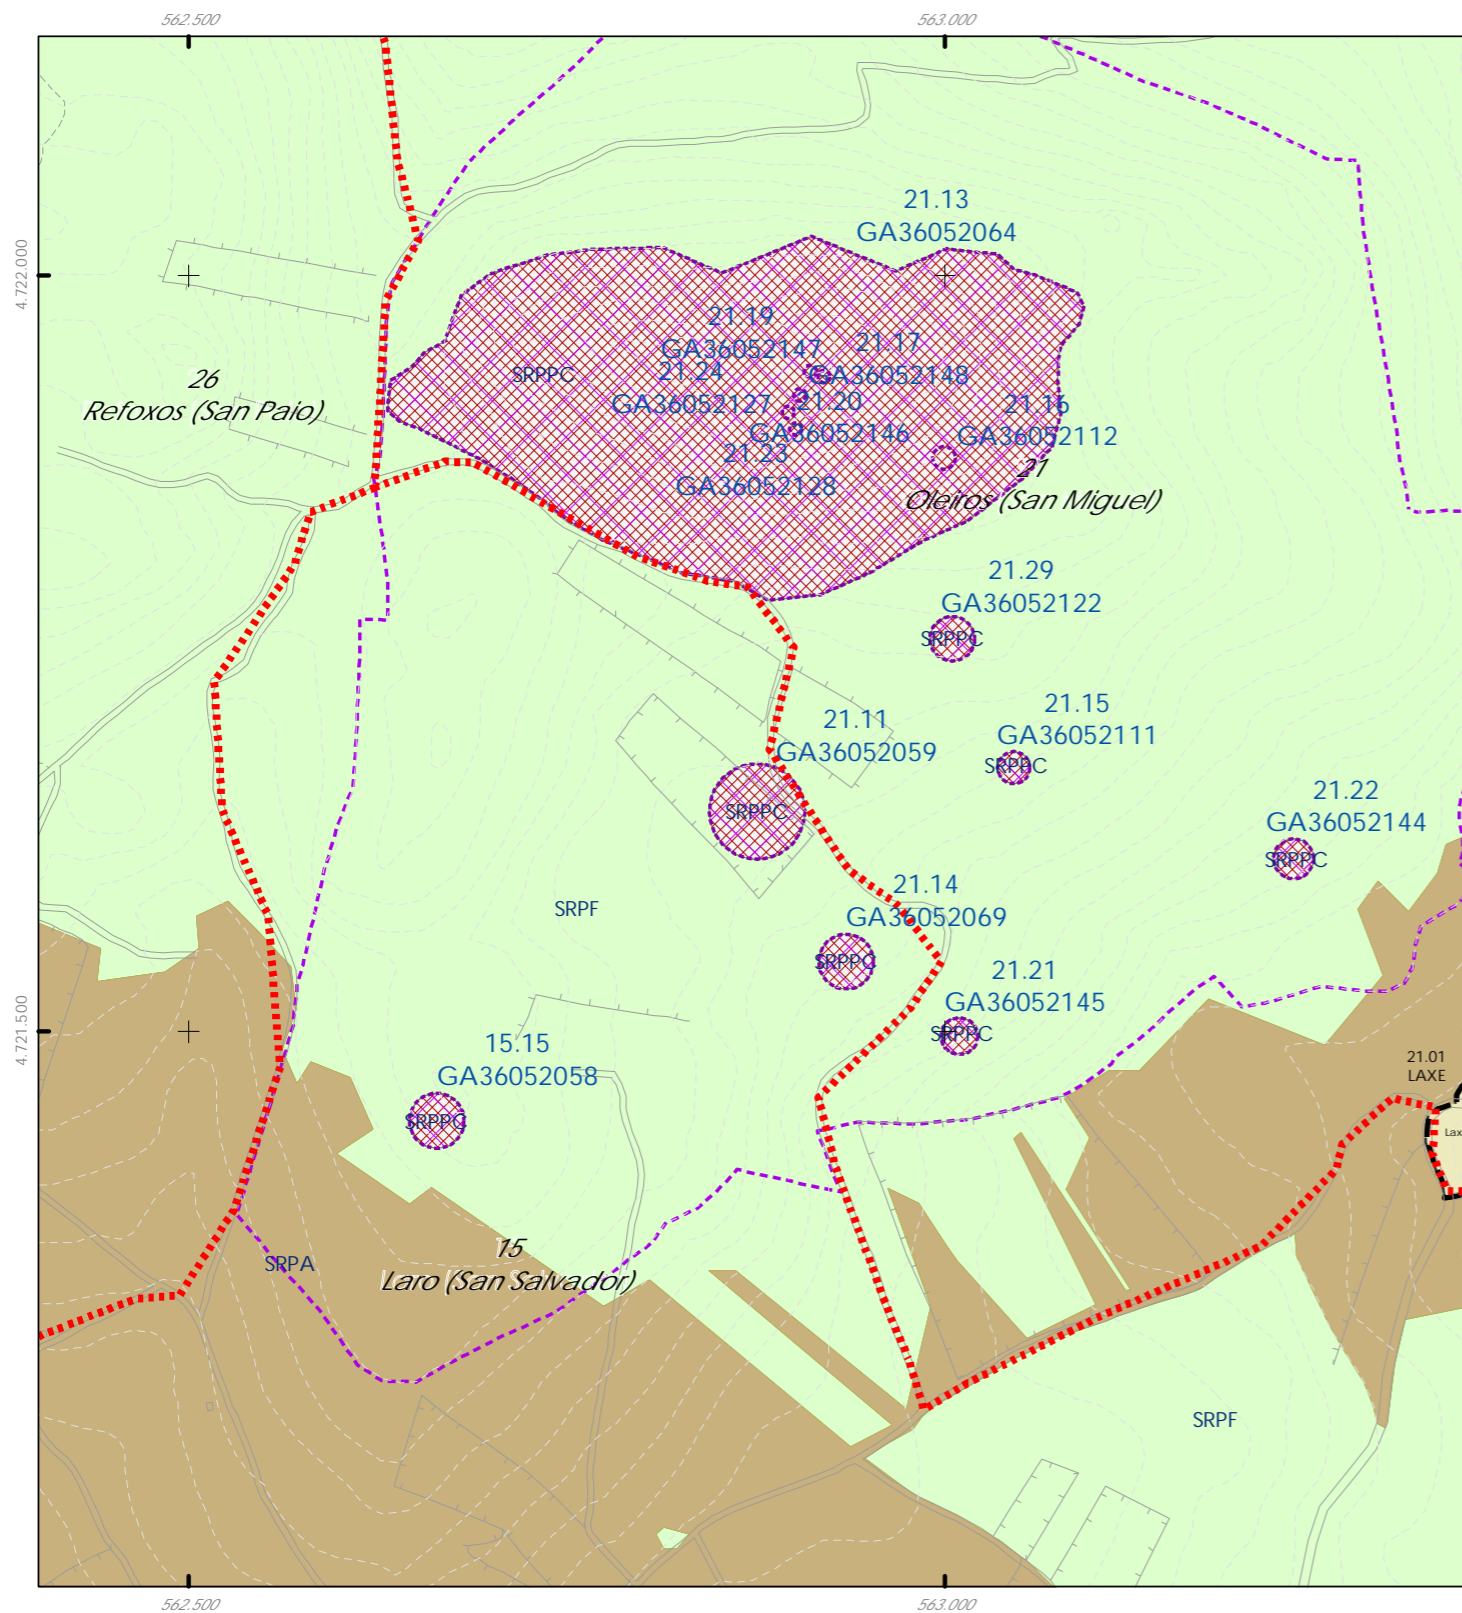 562.500
563.000
4.722.000
21.13
GA36052064
21.19
GA36052147
21.17
GA36052148
SRPPC
21.24
GA36052127
21.20
GA36052146
21.16
GA36052112
21.23
GA36052128
26
Refoxos (San Paio)
21
Oleiros (San Miguel)
21.29
GA36052122
SRPPC
21.15
GA36052111
SRPPC
21.11
GA36052059
SRPPC
21.22
GA36052144
SRPPC
SRPF
21.14
GA36052069
SRPPC
21.21
GA36052145
SRPPC
4.721.500
15.15
GA36052058
SRPPC
21.01
LAXE
Lax
15
Laro (San Salvador)
SRPA
SRPF
562.500
563.000